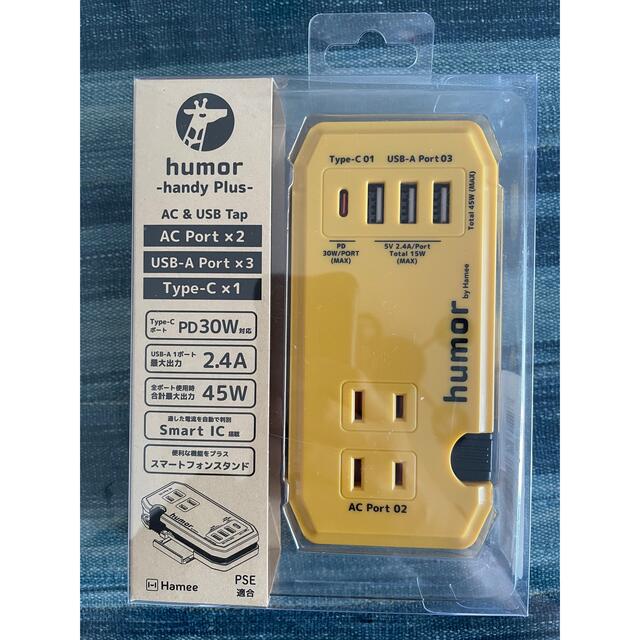 humor
-handy Plus-
AC & USB Tap
AC Port ×2
USB-A Port ×3
Type-C ×1
Type-C
ポート
PD30W対応
USB-A 1ポート
最大出力
2.4A
全ポート使用時
合計最大出力
45W
適した電流を自動で判別
Smart IC 搭載
便利な機能をプラス
スマートフォンスタンド
humor
Hamee
PSE
適合
Type-C 01
USB-A Port 03
Total 45W (MAX)
PD
30W/PORT
(MAX)
5V 2.4A/Port
Total 15W
(MAX)
humor by Hamee
AC Port 02